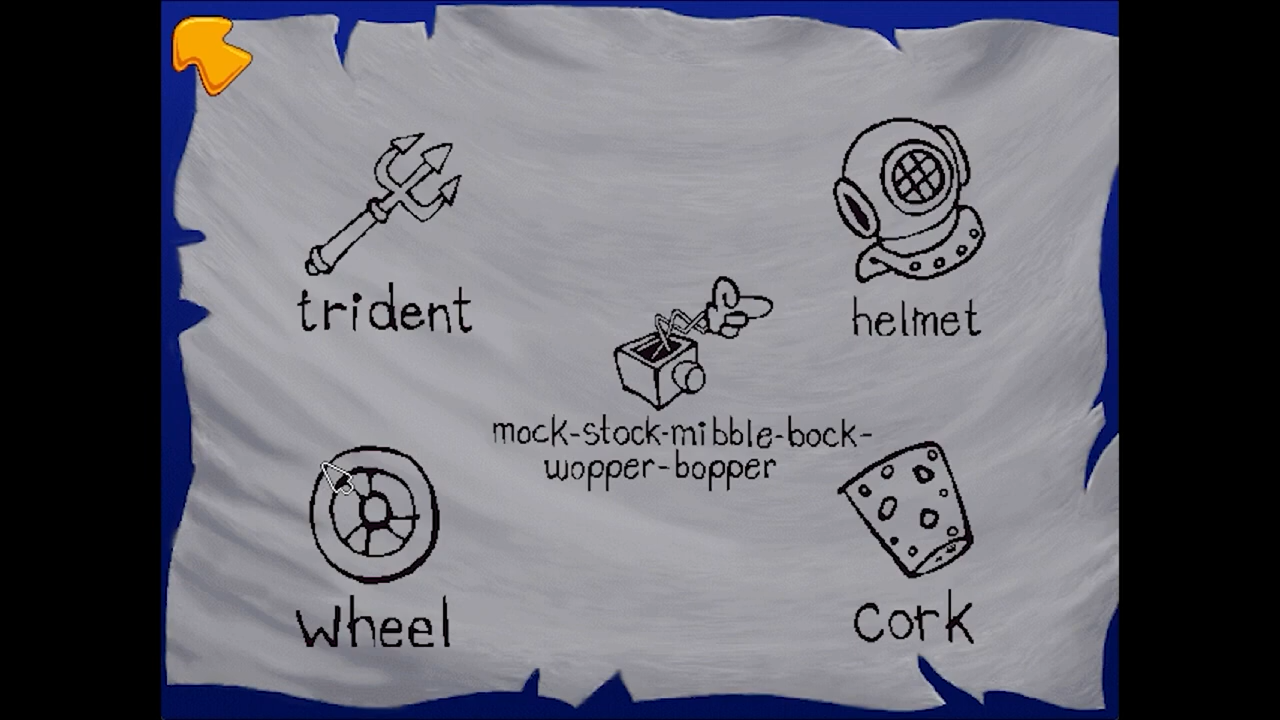 trident
helmet
mock-stock-mibble-bock-
wopper-bopper
wheel
cork